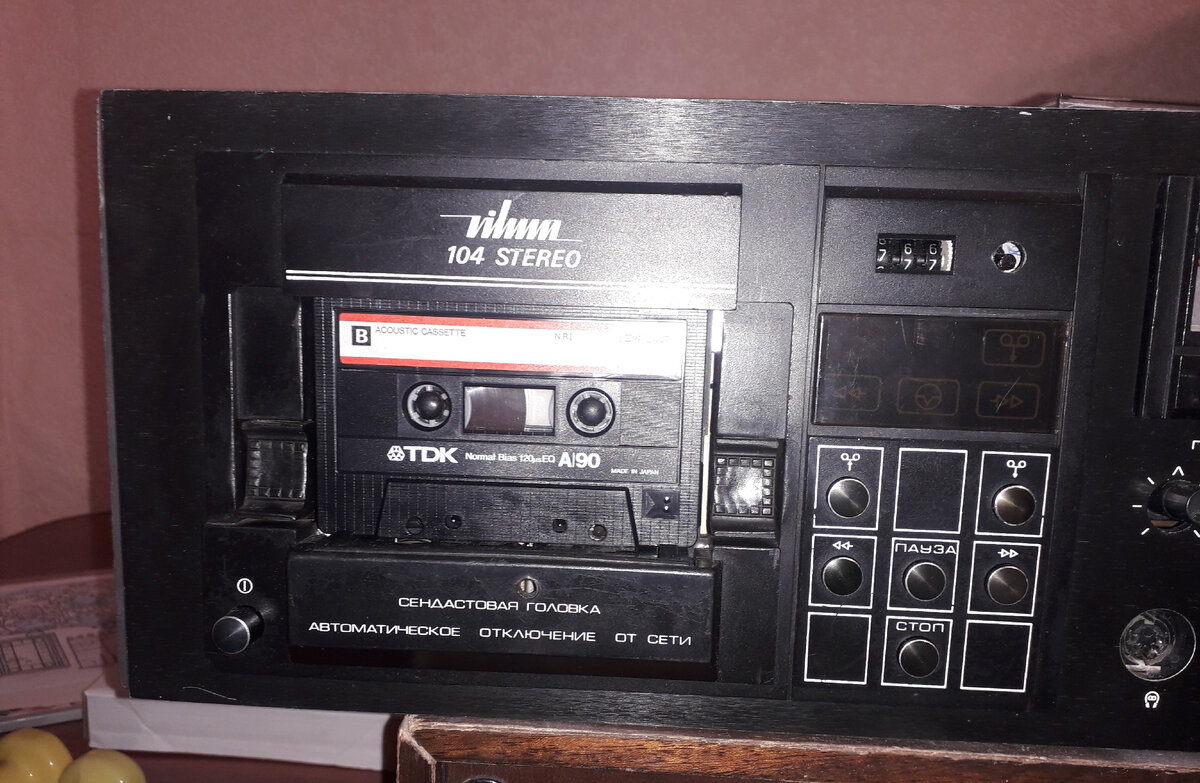 vilma
104 STEREO
B ACOUSTIC CASSETTE
TDK Normal Bias 120µs EQ A/90
MADE IN JAPAN
ПАУЗА
СТОП
СЕНДАСТОВАЯ ГОЛОВКА
АВТОМАТИЧЕСКОЕ ОТКЛЮЧЕНИЕ ОТ СЕТИ